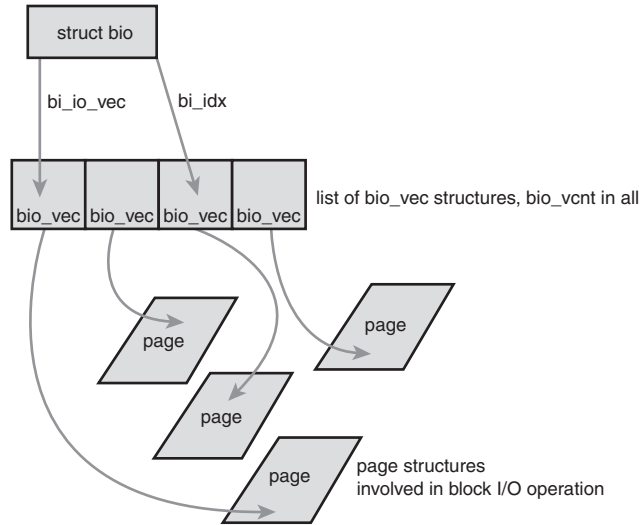 struct bio
bi_io_vec
bi_idx
bio_vec
bio_vec
bio_vec
bio_vec
list of bio_vec structures, bio_vcnt in all
page
page
page
page
page structures
involved in block I/O operation